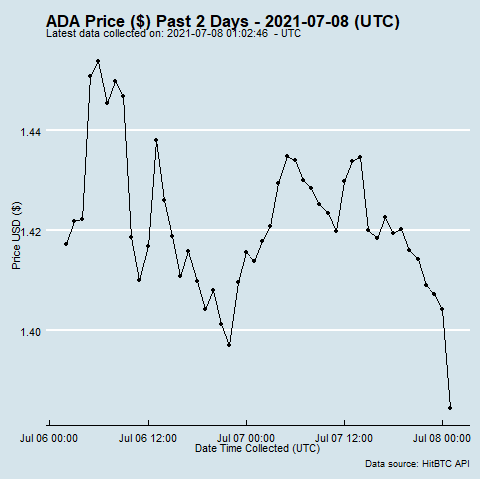 ADA Price ($) Past 2 Days - 2021-07-08 (UTC)
Latest data collected on: 2021-07-08 01:02:46 - UTC
1.44
1.42
1.40
Price USD ($)
Jul 06 00:00 Jul 06 12:00 Jul 07 00:00 Jul 07 12:00 Jul 08 00:00
Date Time Collected (UTC)
Data source: HitBTC API